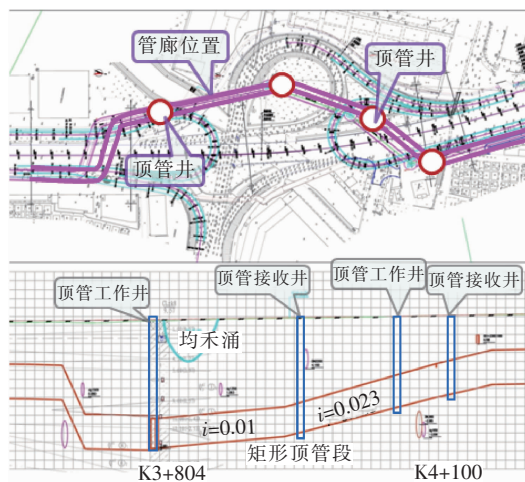 管廊位置
顶管井
顶管井
顶管工作井
顶管接收井
顶管工作井
顶管接收井
均禾涌
i=0.01
i=0.023
矩形顶管段
K3+804
K4+100